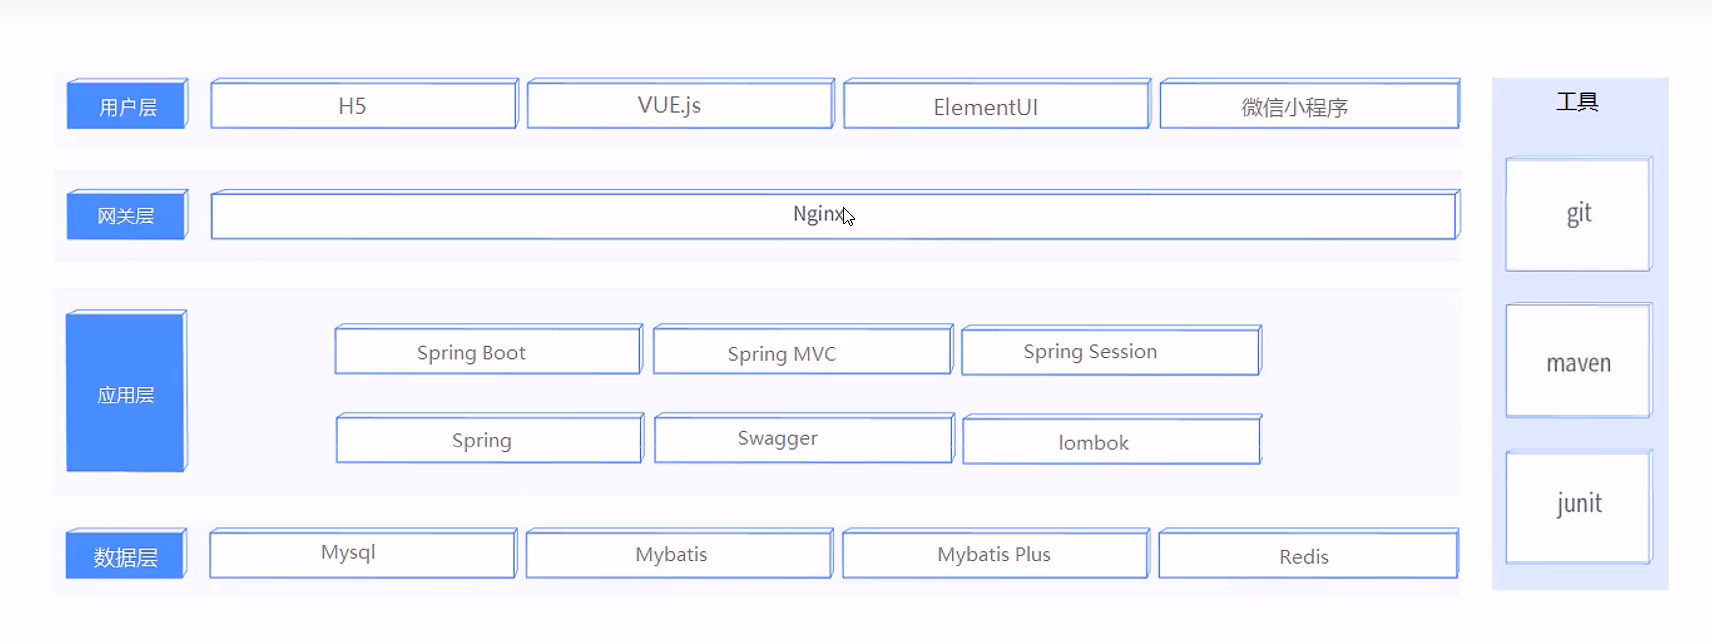 用户层
H5
VUE.js
ElementUI
微信小程序
工具
网关层
Nginx
git
应用层
Spring Boot
Spring MVC
Spring Session
maven
Spring
Swagger
lombok
junit
数据层
Mysql
Mybatis
Mybatis Plus
Redis